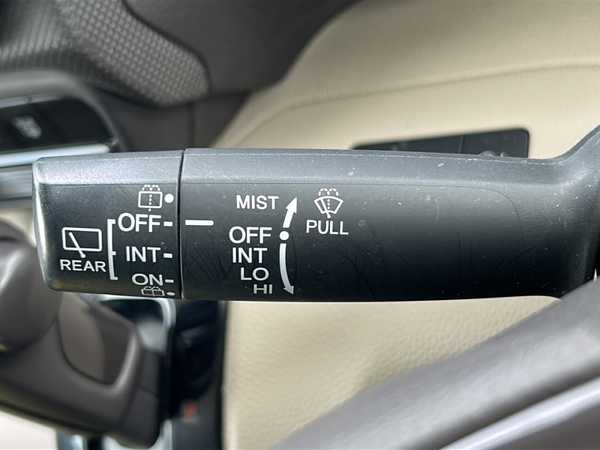 REAR
OFF
INT
ON
MIST
OFF
INT
LO
HI
PULL